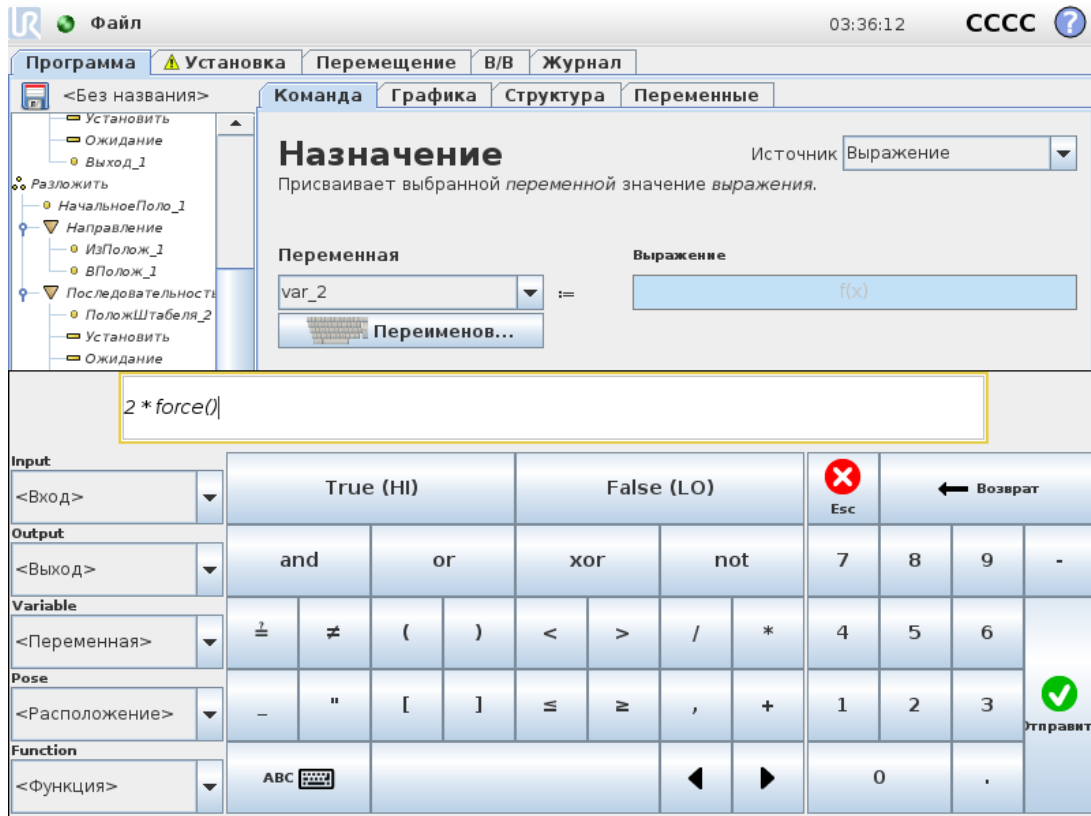 UR Файл 03:36:12 CCCC ?
Программа Установка Перемещение В/В Журнал
<Без названия> Команда Графика Структура Переменные
Установить
Ожидание
Выход_1
Разложить
НачальноеПоло_1
Направление
ИзПолож_1
ВПолож_1
Последовательность
ПоложШтабеля_2
Установить
Ожидание
Назначение
Источник Выражение
Присваивает выбранной переменной значение выражения.
Переменная Выражение
var_2 := f(x)
Переименов...
2 * force()
Input
<Вход>
Output
<Выход>
Variable
<Переменная>
Pose
<Расположение>
Function
<Функция>
True (HI) False (LO) Esc Возврат
and or xor not 7 8 9 -
≟ ≠ ( ) < > / * 4 5 6
_ " [ ] ≤ ≥ , + 1 2 3 Отправит
ABC 0 .